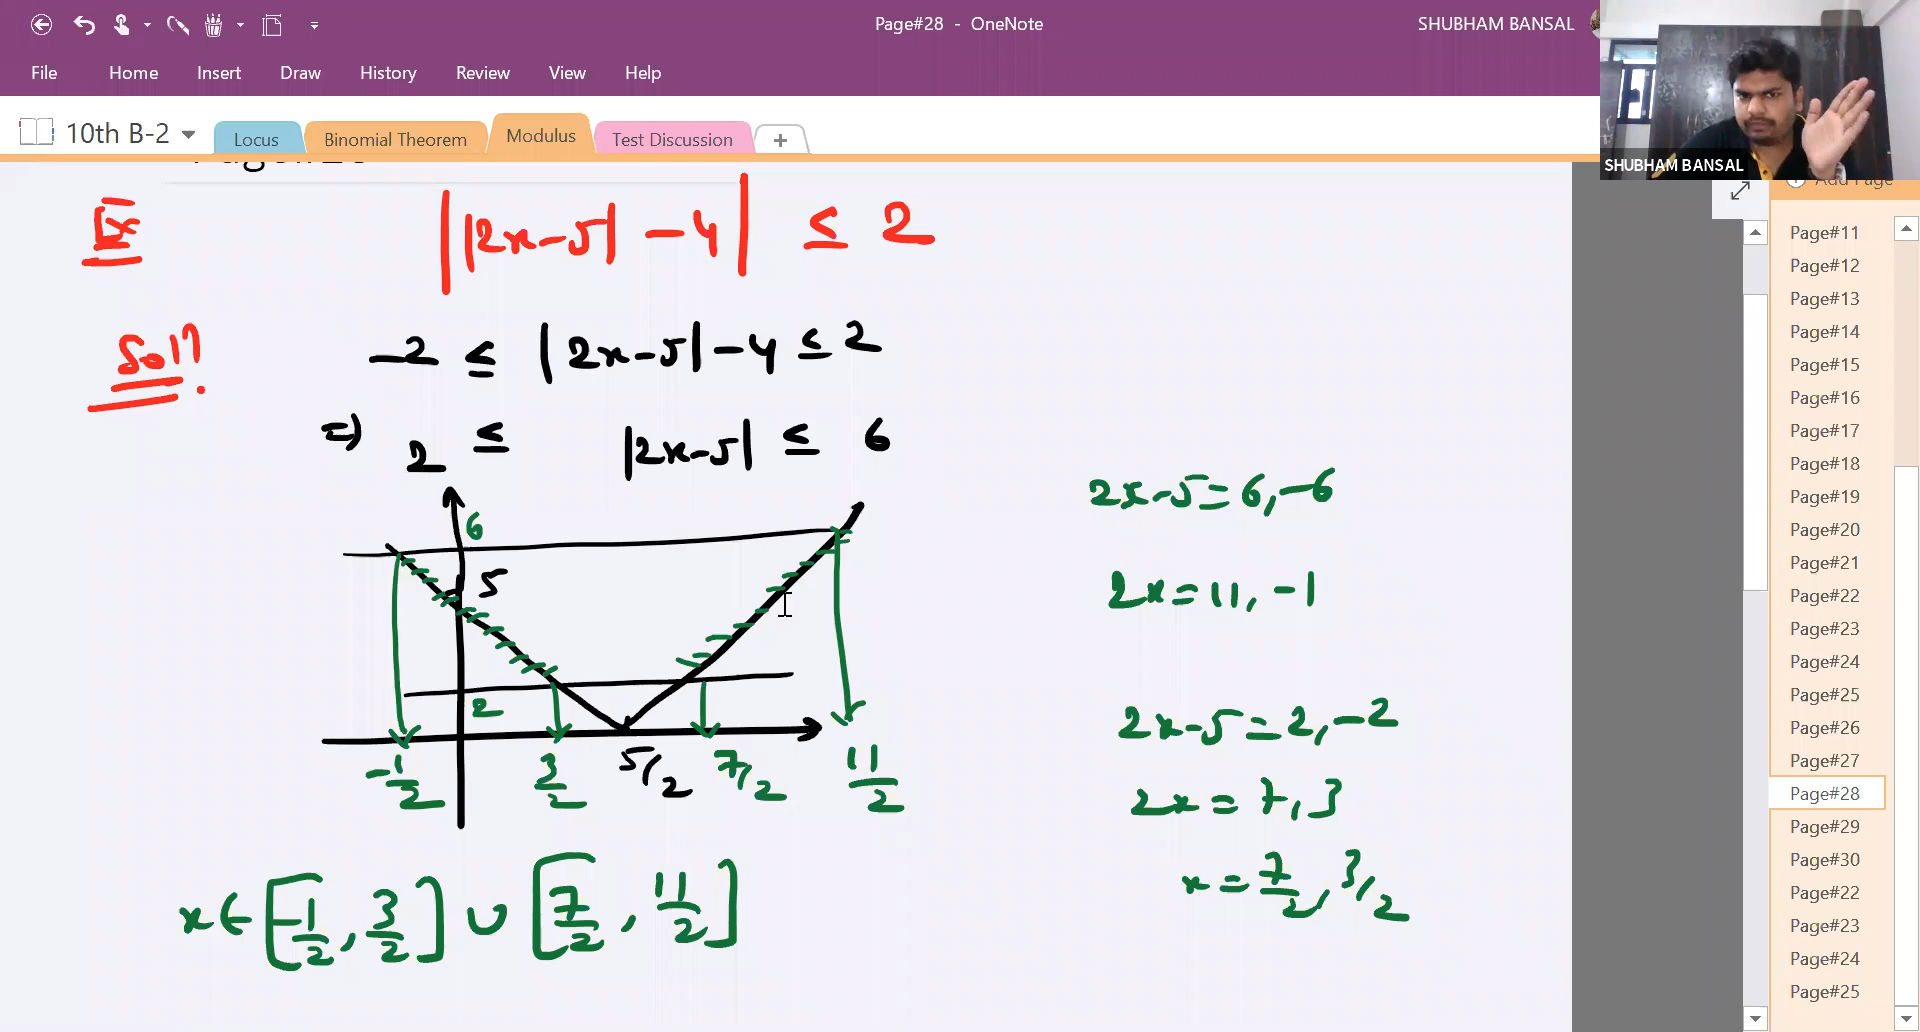 Page#28 - OneNote
SHUBHAM BANSAL
File Home Insert Draw History Review View Help
SHUBHAM BANSAL
10th B-2
Locus
Binomial Theorem
Modulus
Test Discussion
+
Add Page
Ex ||2x-5| -4| ≤ 2
Soln. -2 ≤ |2x-5| -4 ≤ 2
=) 2 ≤ |2x-5| ≤ 6
6
5
2
-1/2 3/2 5/2 7/2 11/2
x ∈ [-1/2, 3/2] ∪ [7/2, 11/2]
2x-5=6,-6
2x=11,-1
2x-5=2,-2
2x=7,3
x=7/2, 3/2
Page#11
Page#12
Page#13
Page#14
Page#15
Page#16
Page#17
Page#18
Page#19
Page#20
Page#21
Page#22
Page#23
Page#24
Page#25
Page#26
Page#27
Page#28
Page#29
Page#30
Page#22
Page#23
Page#24
Page#25